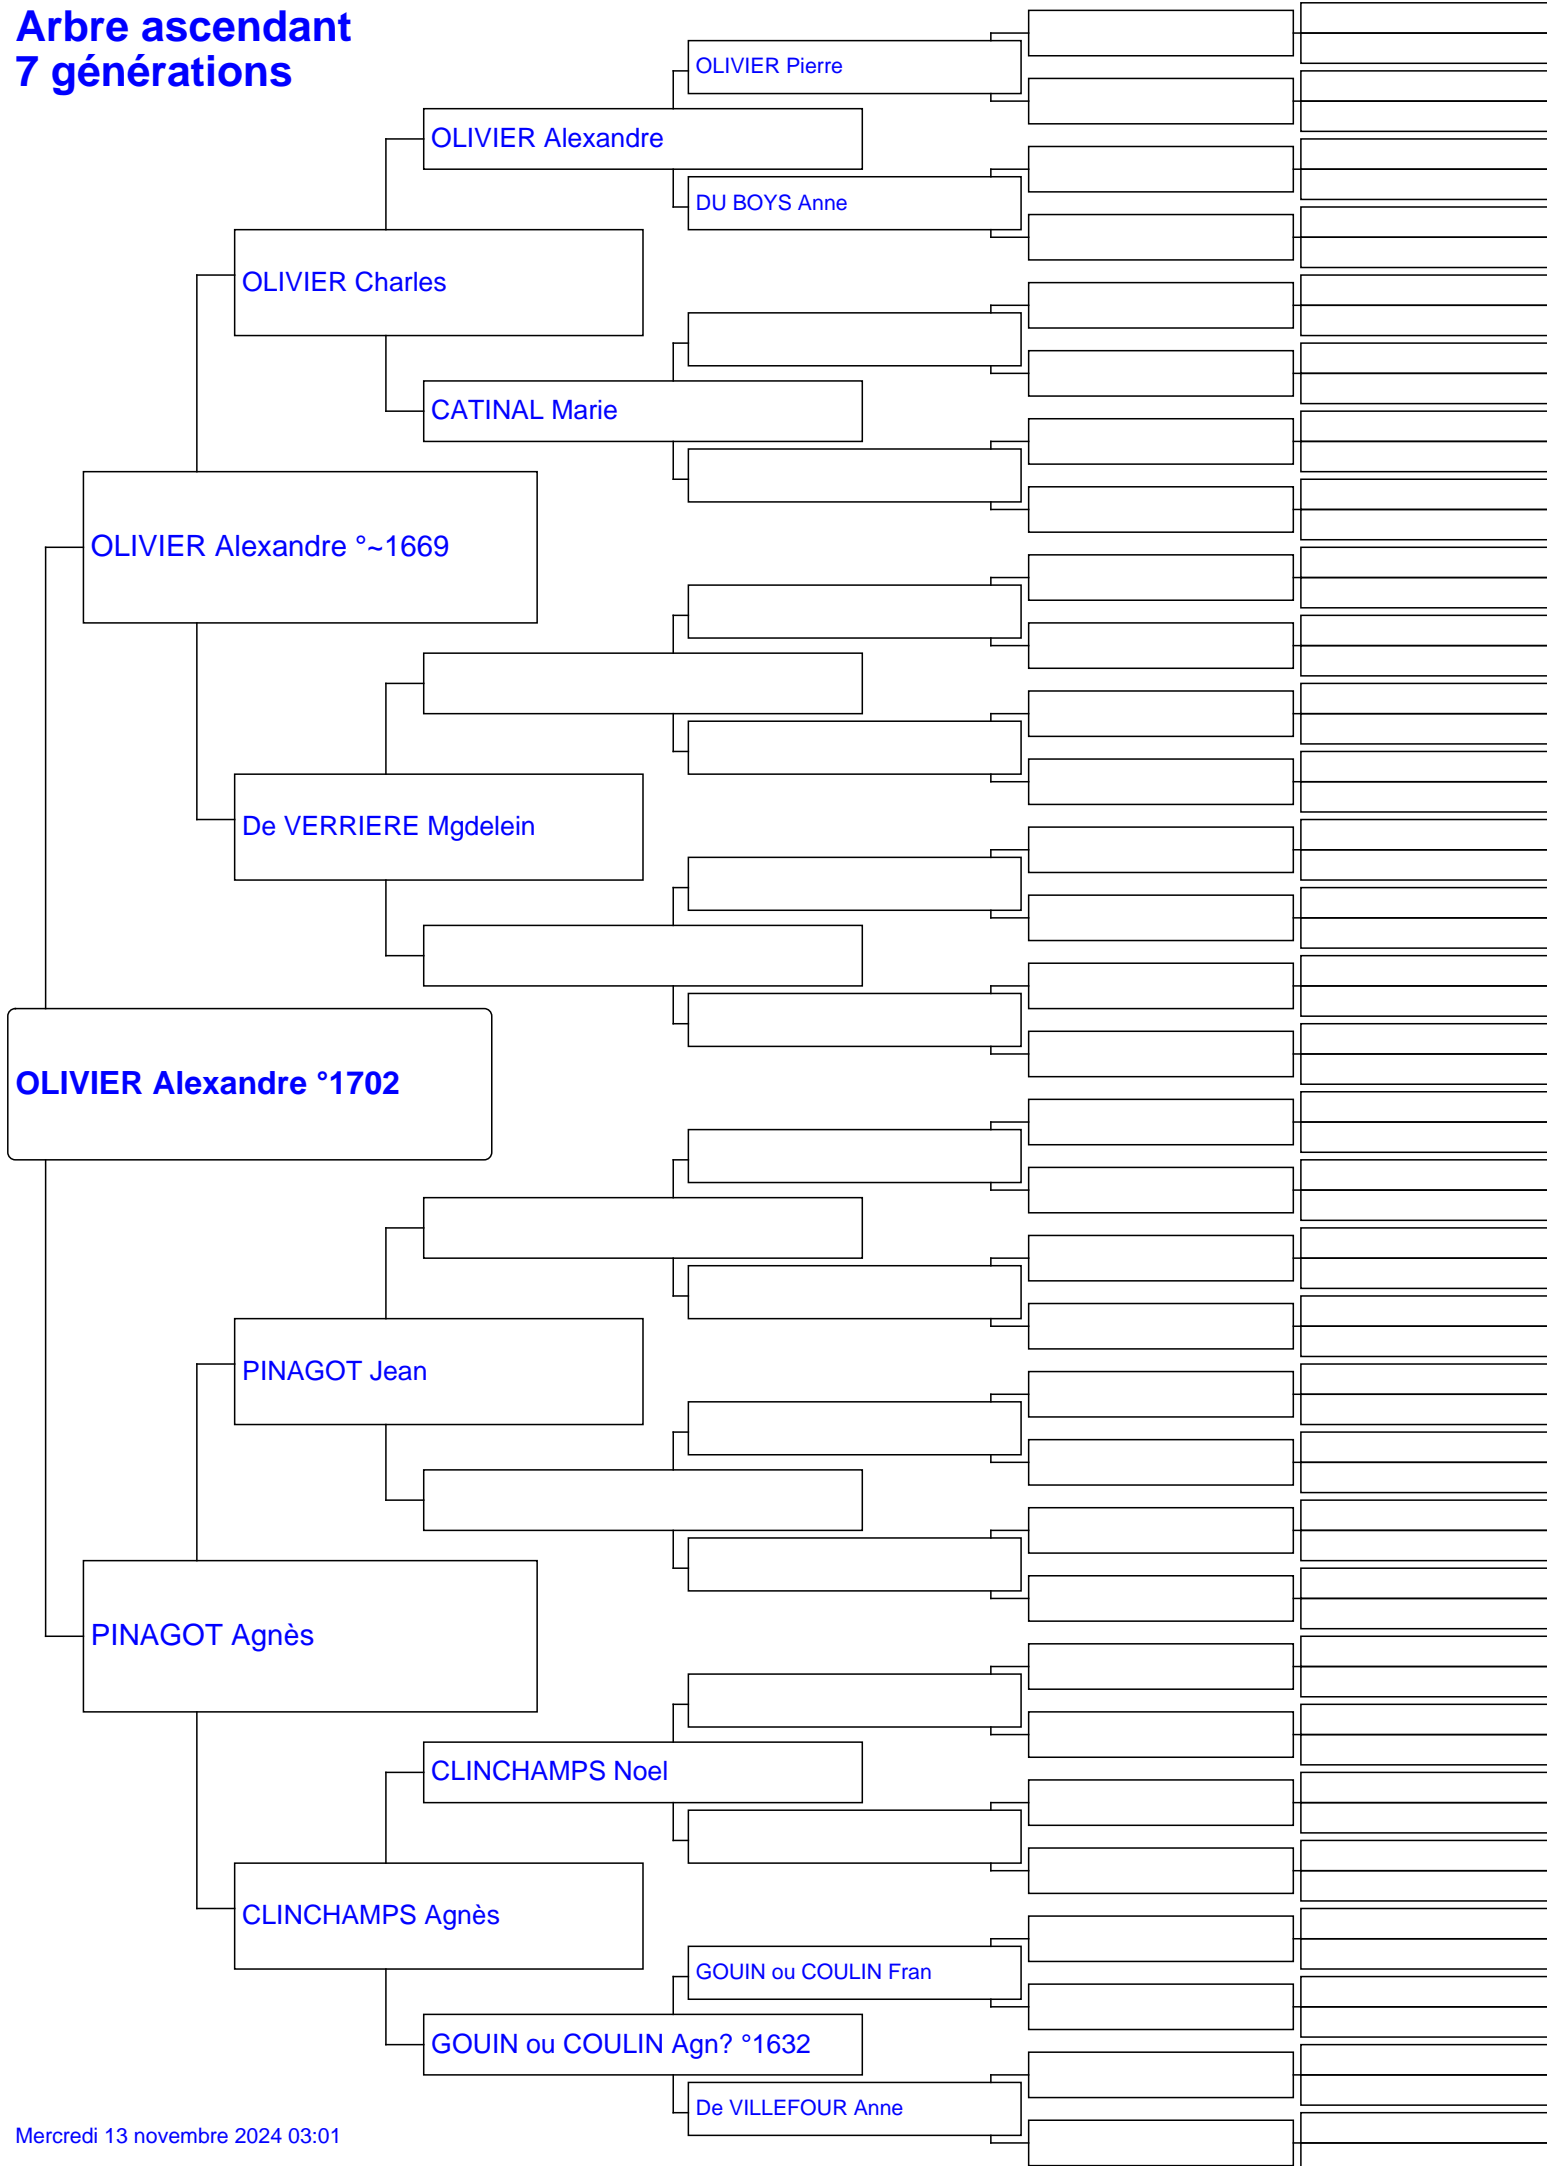 Arbre ascendant
7 générations
OLIVIER Pierre
OLIVIER Alexandre
DU BOYS Anne
OLIVIER Charles
CATINAL Marie
OLIVIER Alexandre °~1669
De VERRIERE Mgdelein
OLIVIER Alexandre °1702
PINAGOT Jean
PINAGOT Agnès
CLINCHAMPS Noel
CLINCHAMPS Agnès
GOUIN ou COULIN Fran
GOUIN ou COULIN Agn? °1632
De VILLEFOUR Anne
Mercredi 13 novembre 2024 03:01